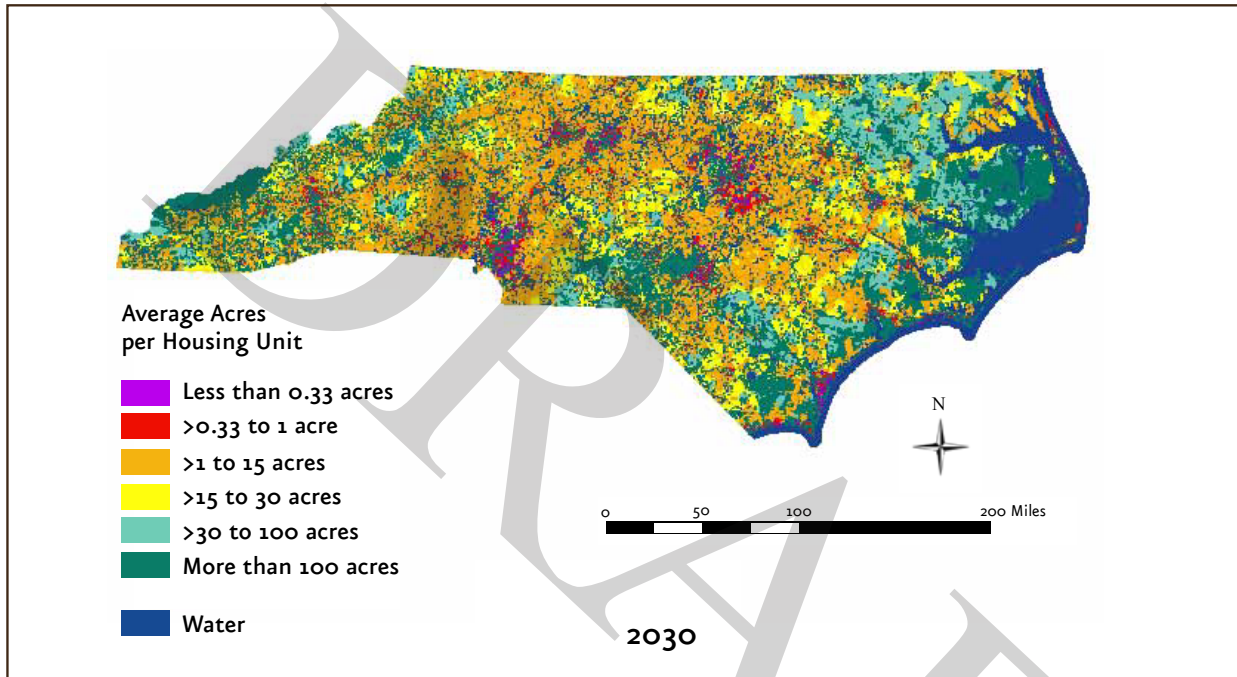 Average Acres
per Housing Unit
Less than 0.33 acres
>0.33 to 1 acre
>1 to 15 acres
>15 to 30 acres
>30 to 100 acres
More than 100 acres
Water
N
0 50 100 200 Miles
2030
DRAF